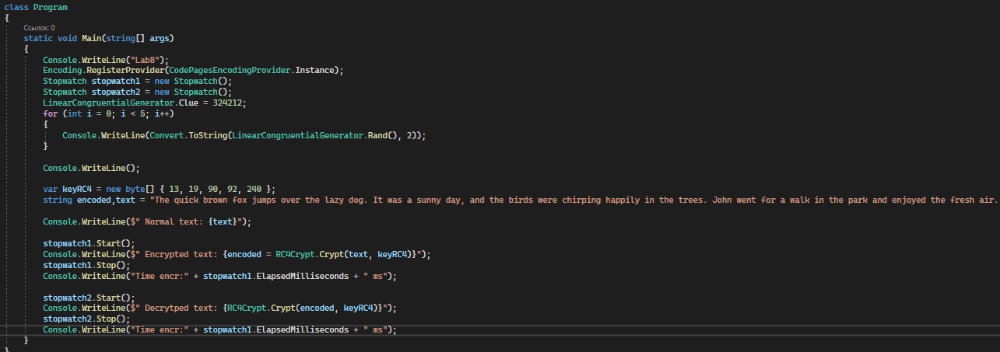 class Program
{
Ссылок: 0
static void Main(string[] args)
{
Console.WriteLine("Lab8");
Encoding.RegisterProvider(CodePagesEncodingProvider.Instance);
Stopwatch stopwatch1 = new Stopwatch();
Stopwatch stopwatch2 = new Stopwatch();
LinearCongruentialGenerator.Clue = 324212;
for (int i = 0; i < 5; i++)
{
Console.WriteLine(Convert.ToString(LinearCongruentialGenerator.Rand(), 2));
}
Console.WriteLine();
var keyRC4 = new byte[] { 13, 19, 90, 92, 240 };
string encoded,text = "The quick brown fox jumps over the lazy dog. It was a sunny day, and the birds were chirping happily in the trees. John went for a walk in the park and enjoyed the fresh air.
Console.WriteLine($" Normal text: {text}");
stopwatch1.Start();
Console.WriteLine($" Encrypted text: {encoded = RC4Crypt.Crypt(text, keyRC4)}");
stopwatch1.Stop();
Console.WriteLine("Time encr:" + stopwatch1.ElapsedMilliseconds + " ms");
stopwatch2.Start();
Console.WriteLine($" Decrytped text: {RC4Crypt.Crypt(encoded, keyRC4)}");
stopwatch2.Stop();
Console.WriteLine("Time encr:" + stopwatch1.ElapsedMilliseconds + " ms");
}
}